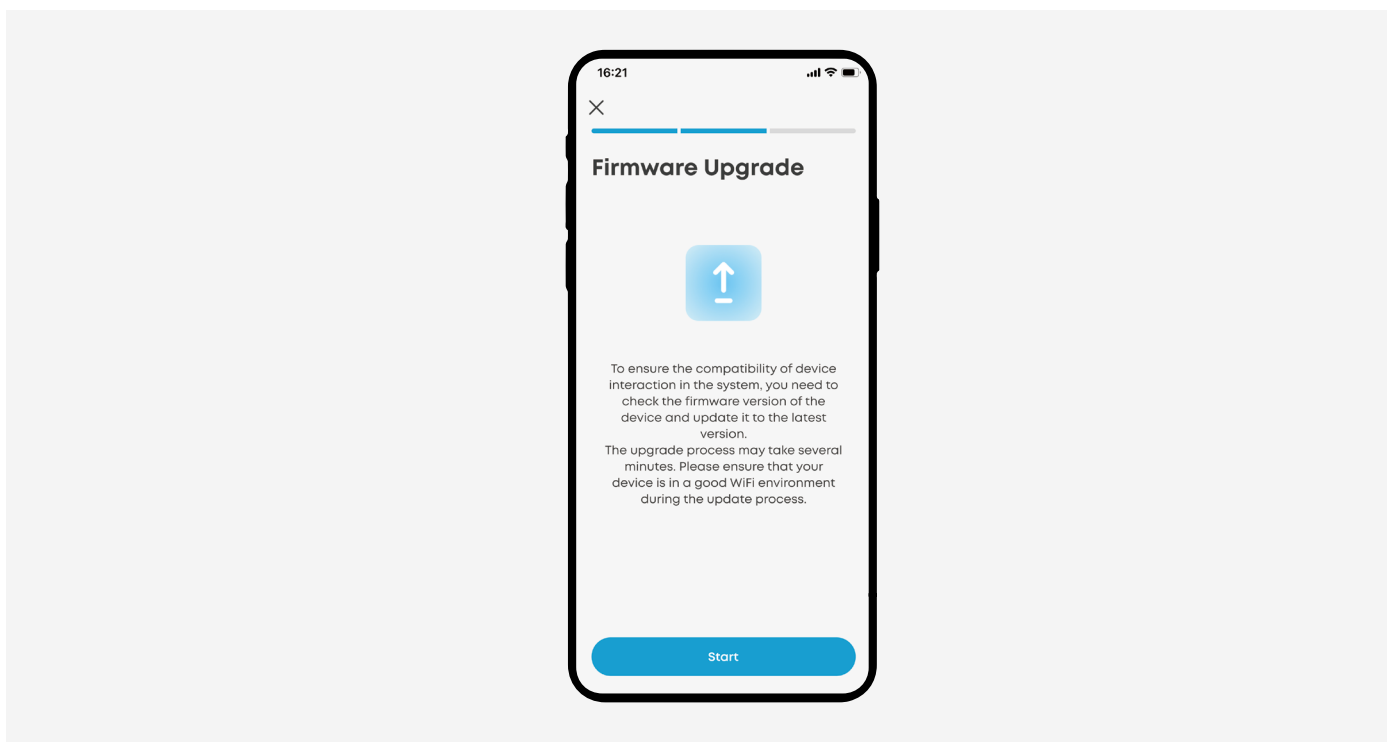 16:21
Firmware Upgrade
To ensure the compatibility of device
interaction in the system, you need to
check the firmware version of the
device and update it to the latest
version.
The upgrade process may take several
minutes. Please ensure that your
device is in a good WiFi environment
during the update process.
Start